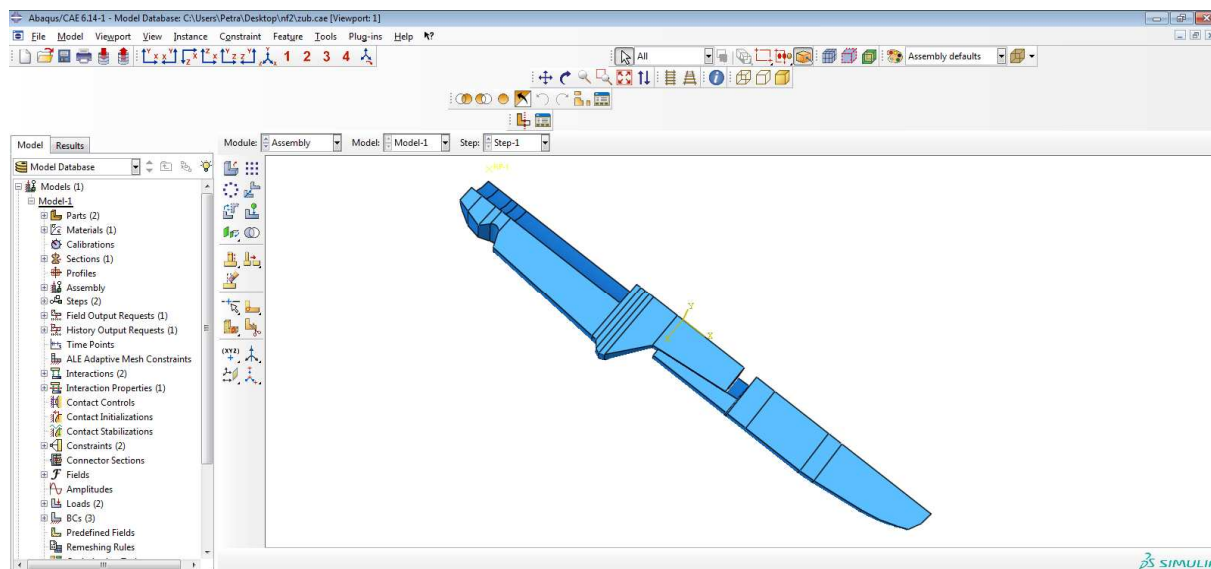 Abaqus/CAE 6.14-1 - Model Database: C:\Users\Petra\Desktop\nf2\zub.cae [Viewport: 1]
File Model Viewport View Instance Constraint Feature Tools Plug-ins Help
1 2 3 4
All
Assembly defaults
Model Results
Module: Assembly Model: Model-1 Step: Step-1
Model Database
Models (1)
Model-1
Parts (2)
Materials (1)
Calibrations
Sections (1)
Profiles
Assembly
Steps (2)
Field Output Requests (1)
History Output Requests (1)
Time Points
ALE Adaptive Mesh Constraints
Interactions (2)
Interaction Properties (1)
Contact Controls
Contact Initializations
Contact Stabilizations
Constraints (2)
Connector Sections
Fields
Amplitudes
Loads (2)
BCs (3)
Predefined Fields
Remeshing Rules
(XYZ)
Y
X
SIMULIA